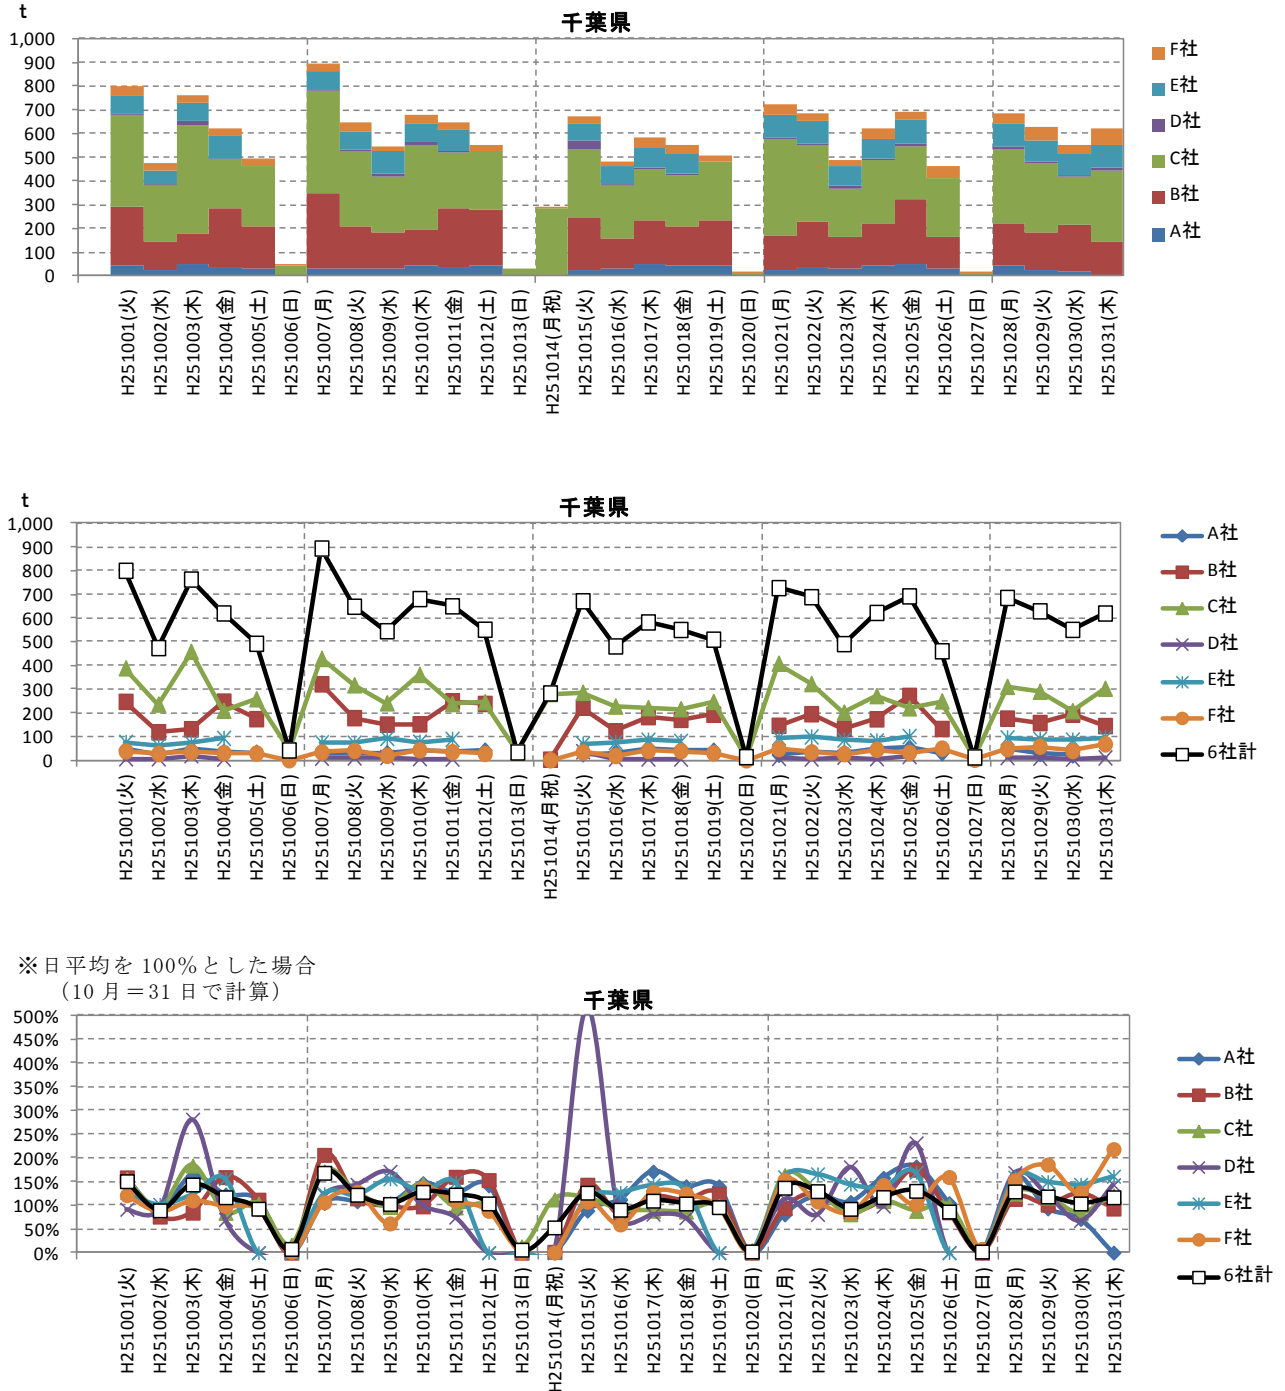 t
千葉県
1,000
900
800
700
600
500
400
300
200
100
0
H251001(火)
H251002(水)
H251003(木)
H251004(金)
H251005(土)
H251006(日)
H251007(月)
H251008(火)
H251009(水)
H251010(木)
H251011(金)
H251012(土)
H251013(日)
H251014(月祝)
H251015(火)
H251016(水)
H251017(木)
H251018(金)
H251019(土)
H251020(日)
H251021(月)
H251022(火)
H251023(水)
H251024(木)
H251025(金)
H251026(土)
H251027(日)
H251028(月)
H251029(火)
H251030(水)
H251031(木)
F社
E社
D社
C社
B社
A社
t
千葉県
1,000
900
800
700
600
500
400
300
200
100
0
H251001(火)
H251002(水)
H251003(木)
H251004(金)
H251005(土)
H251006(日)
H251007(月)
H251008(火)
H251009(水)
H251010(木)
H251011(金)
H251012(土)
H251013(日)
H251014(月祝)
H251015(火)
H251016(水)
H251017(木)
H251018(金)
H251019(土)
H251020(日)
H251021(月)
H251022(火)
H251023(水)
H251024(木)
H251025(金)
H251026(土)
H251027(日)
H251028(月)
H251029(火)
H251030(水)
H251031(木)
A社
B社
C社
D社
E社
F社
6社計
※日平均を100%とした場合
(10月=31日で計算)
千葉県
500%
450%
400%
350%
300%
250%
200%
150%
100%
50%
0%
H251001(火)
H251002(水)
H251003(木)
H251004(金)
H251005(土)
H251006(日)
H251007(月)
H251008(火)
H251009(水)
H251010(木)
H251011(金)
H251012(土)
H251013(日)
H251014(月祝)
H251015(火)
H251016(水)
H251017(木)
H251018(金)
H251019(土)
H251020(日)
H251021(月)
H251022(火)
H251023(水)
H251024(木)
H251025(金)
H251026(土)
H251027(日)
H251028(月)
H251029(火)
H251030(水)
H251031(木)
A社
B社
C社
D社
E社
F社
6社計